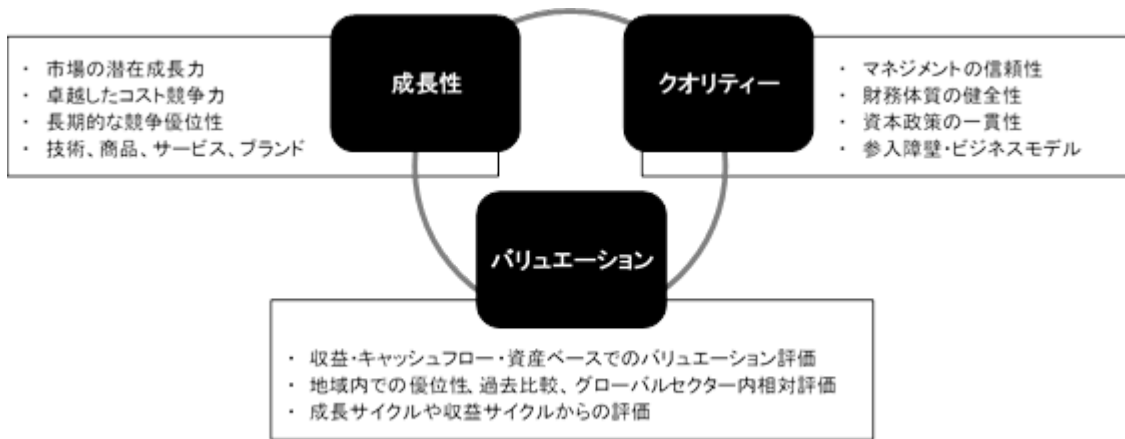 成長性
・ 市場の潜在成長力
・ 卓越したコスト競争力
・ 長期的な競争優位性
・ 技術、商品、サービス、ブランド
クオリティー
・ マネジメントの信頼性
・ 財務体質の健全性
・ 資本政策の一貫性
・ 参入障壁・ビジネスモデル
バリュエーション
・ 収益・キャッシュフロー・資産ベースでのバリュエーション評価
・ 地域内での優位性、過去比較、グローバルセクター内相対評価
・ 成長サイクルや収益サイクルからの評価